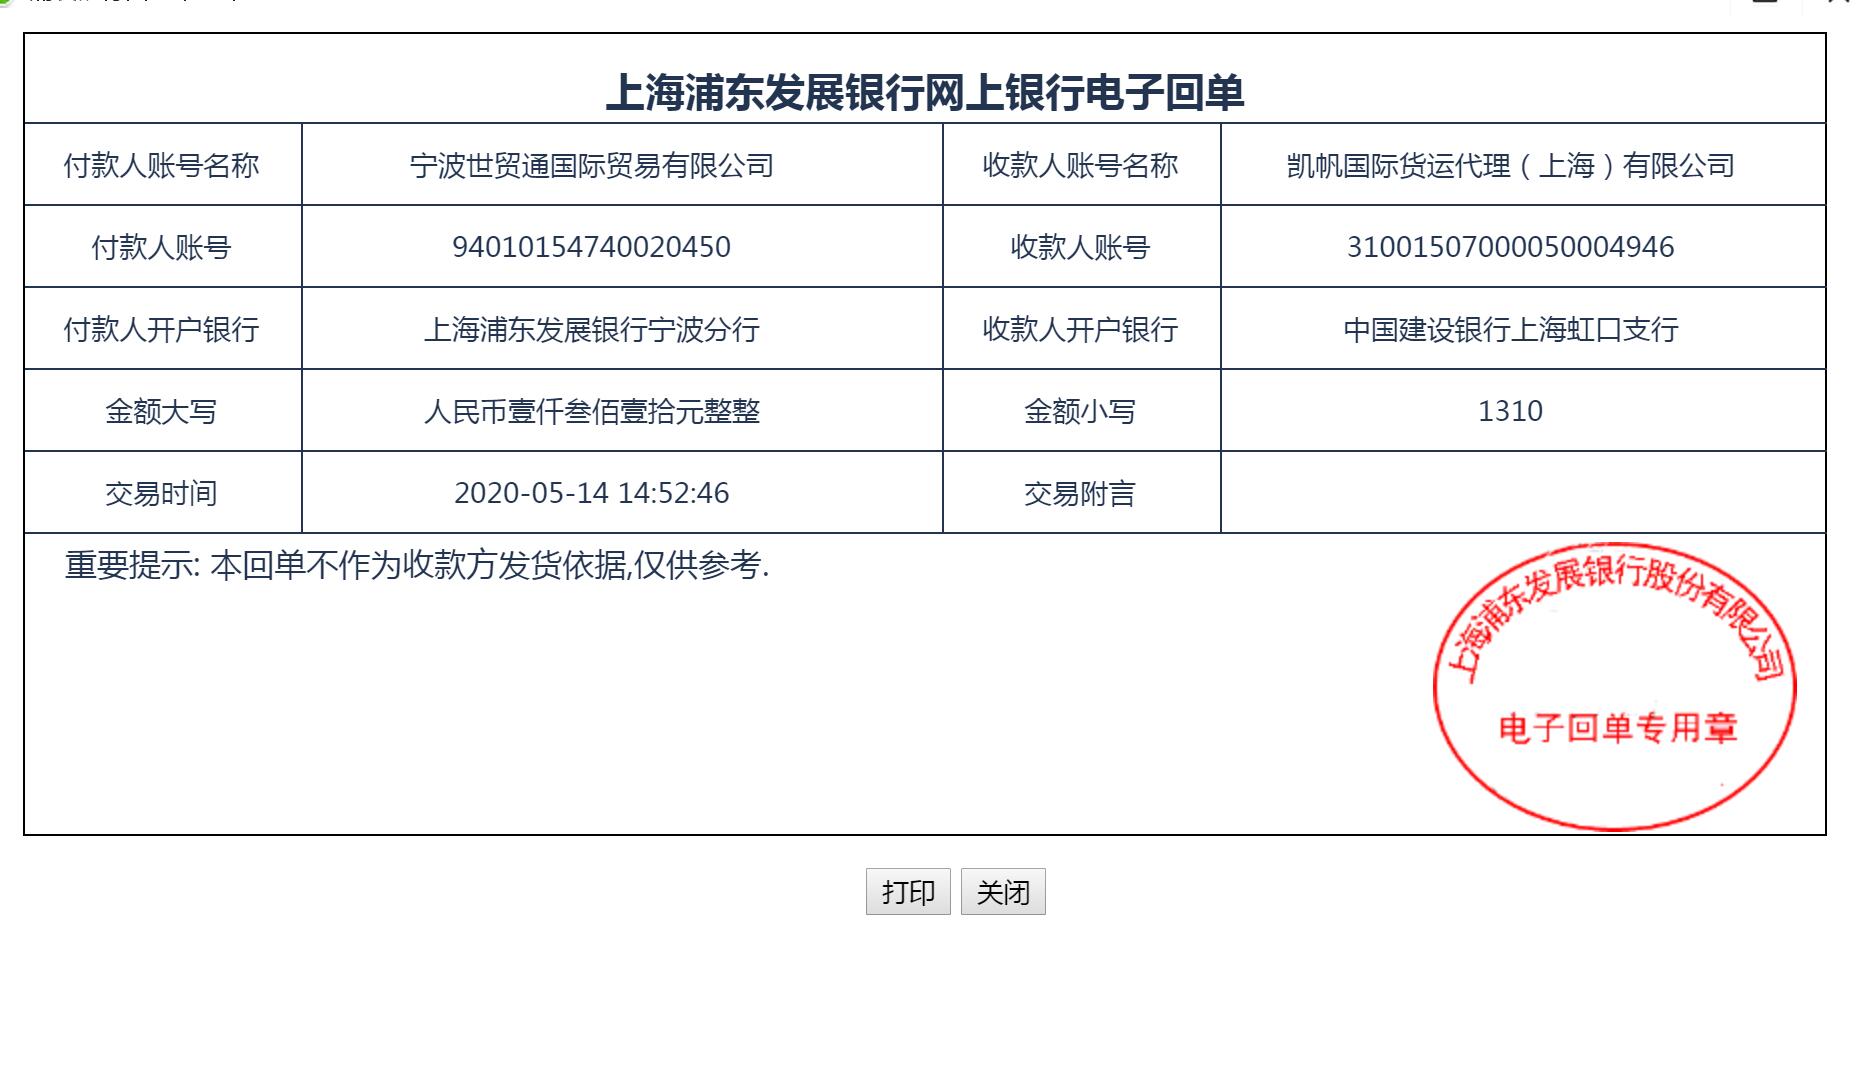 上海浦东发展银行网上银行电子回单
付款人账号名称 宁波世贸通国际贸易有限公司 收款人账号名称 凯帆国际货运代理（上海）有限公司
付款人账号 94010154740020450 收款人账号 31001507000050004946
付款人开户银行 上海浦东发展银行宁波分行 收款人开户银行 中国建设银行上海虹口支行
金额大写 人民币壹仟叁佰壹拾元整整 金额小写 1310
交易时间 2020-05-14 14:52:46 交易附言
重要提示: 本回单不作为收款方发货依据,仅供参考.
上海浦东发展银行股份有限公司
电子回单专用章
打印 关闭